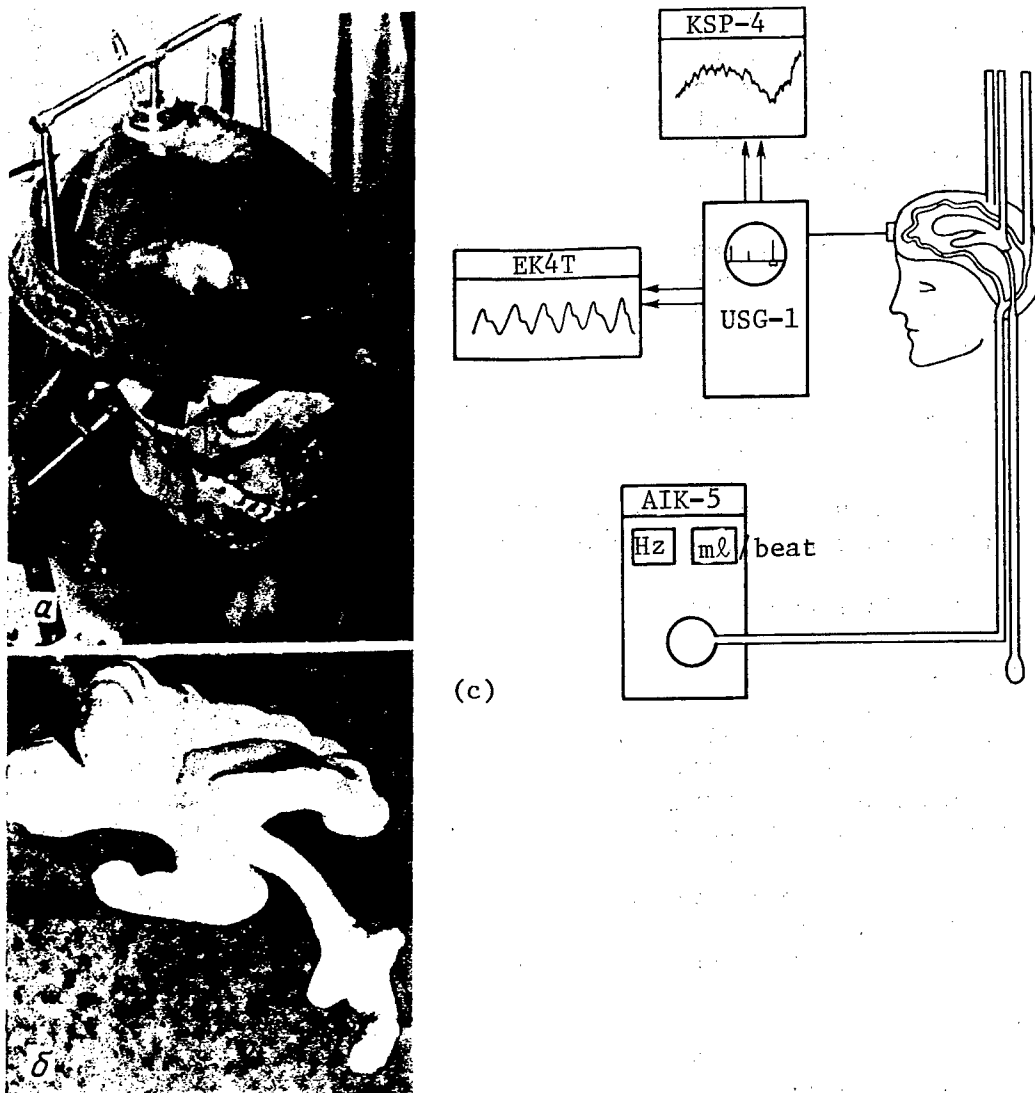 KSP-4
EK4T
USG-1
AIK-5
Hz mℓ/beat
(c)
а
б